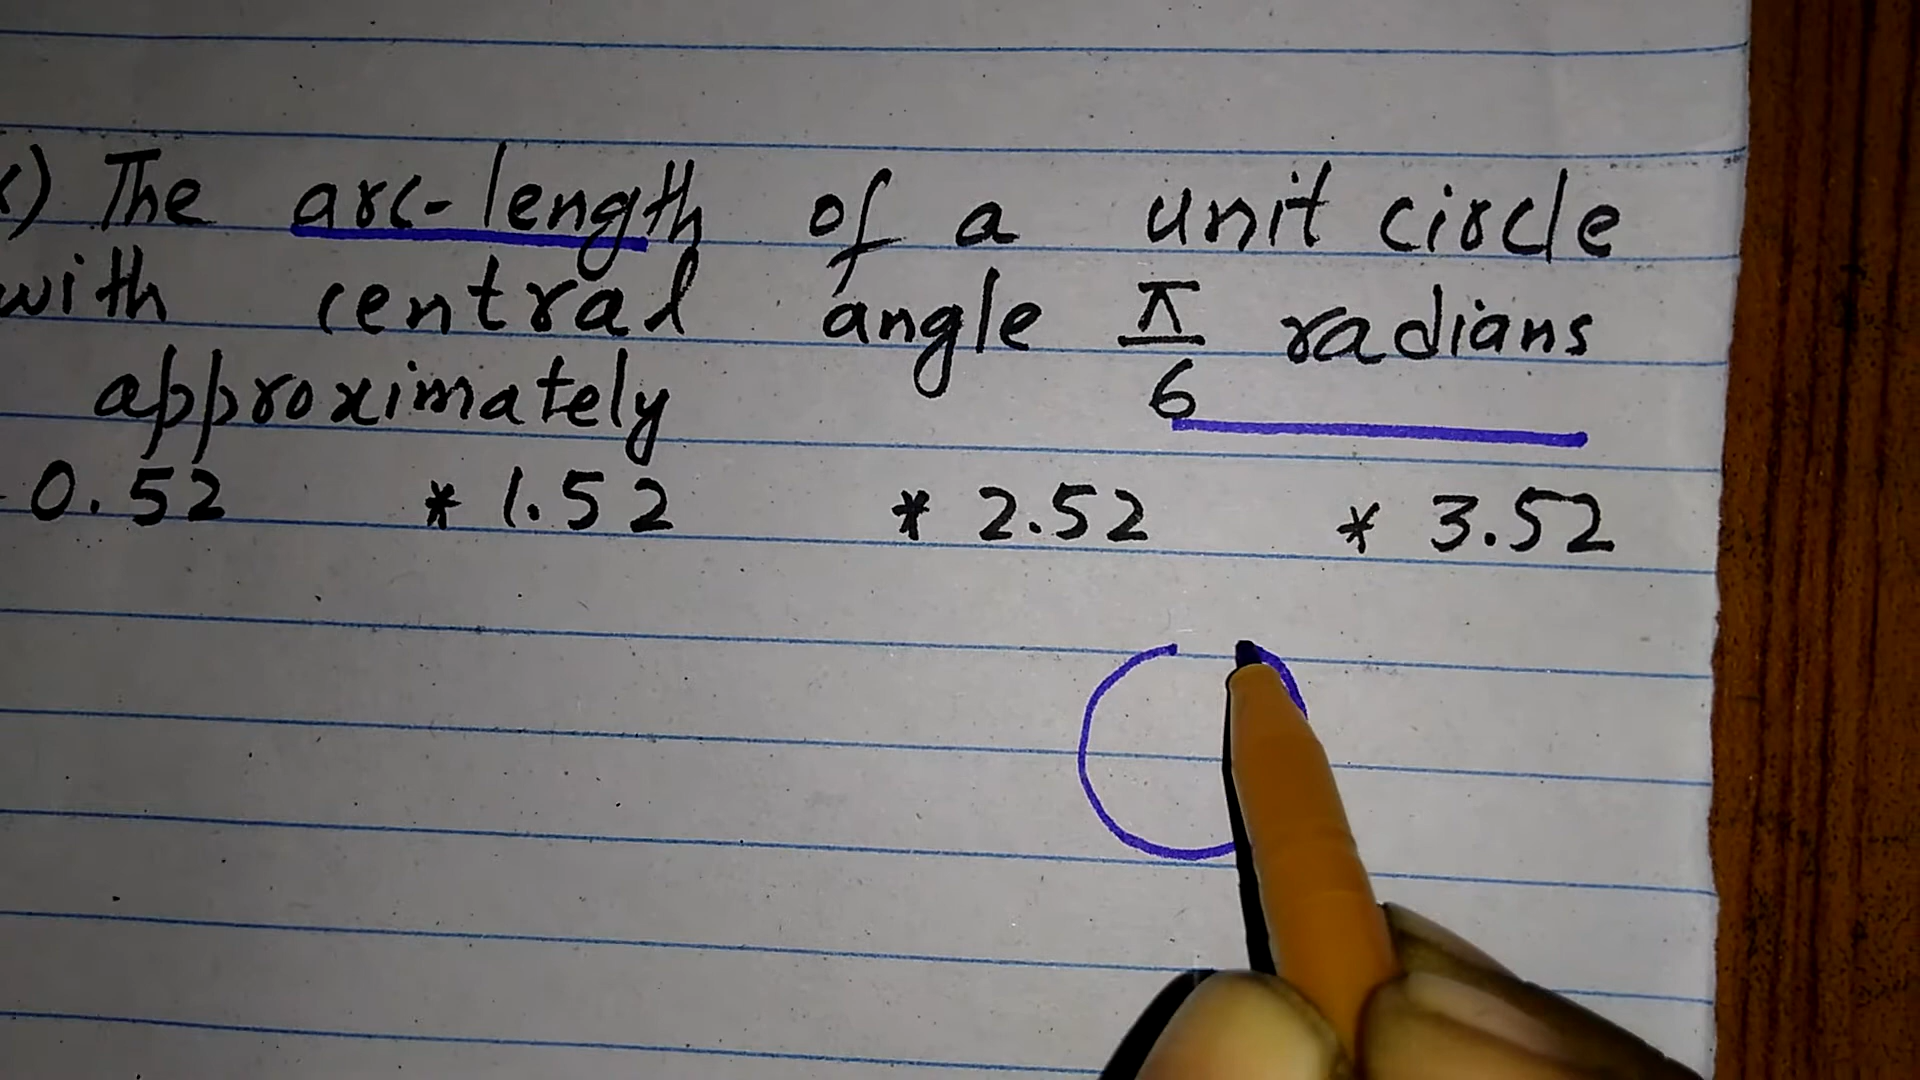 ) The arc-length of a unit circle
with central angle π/6 radians
approximately
0.52 * 1.52 * 2.52 * 3.52